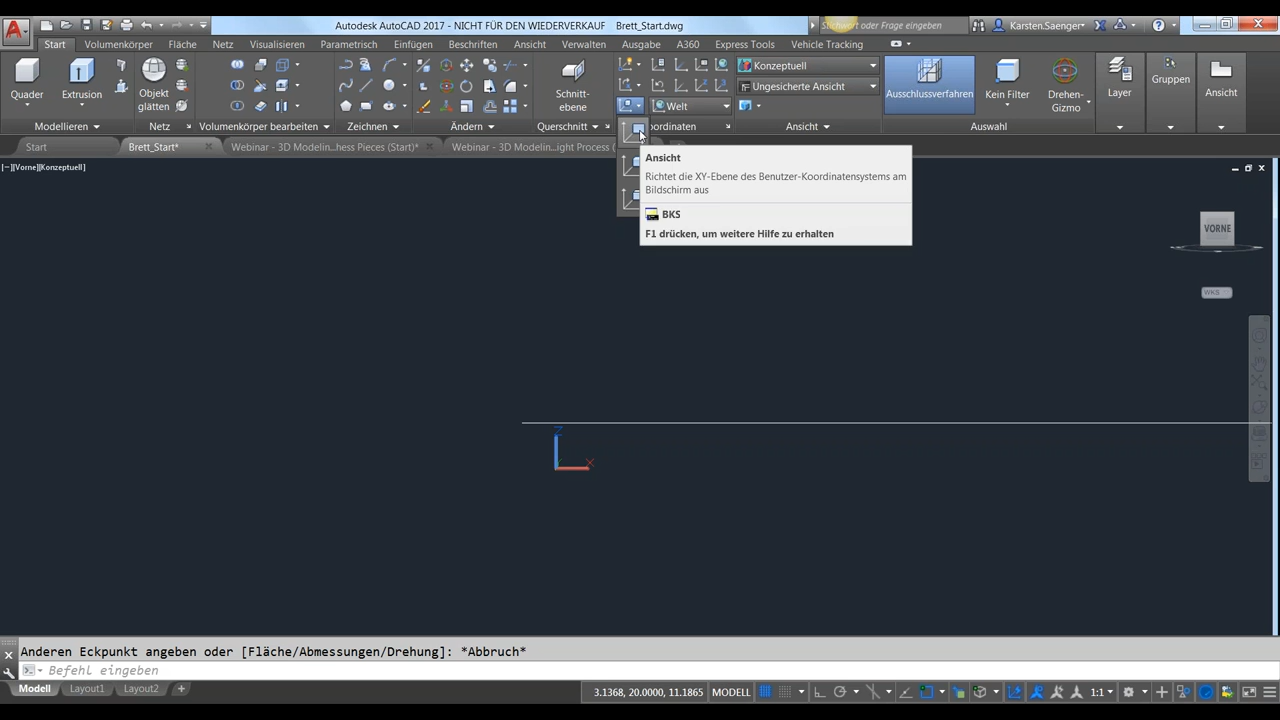 Autodesk AutoCAD 2017 - NICHT FÜR DEN WIEDERVERKAUF Brett_Start.dwg
Stichwort oder Frage eingeben
Karsten.Saenger
Start Volumenkörper Fläche Netz Visualisieren Parametrisch Einfügen Beschriften Ansicht Verwalten Ausgabe A360 Express Tools Vehicle Tracking
Quader
Extrusion
Objekt
glätten
Schnitt-
ebene
Konzeptuell
Ungesicherte Ansicht
Welt
Ausschlussverfahren
Kein Filter
Drehen-
Gizmo
Layer
Gruppen
Ansicht
Modellieren Netz Volumenkörper bearbeiten Zeichnen Ändern Querschnitt oordinaten Ansicht Auswahl
Start Brett_Start* Webinar - 3D Modelin...hess Pieces (Start)* Webinar - 3D Modelin...ight Process (
[−][Vorne][Konzeptuell]
Ansicht
Richtet die XY-Ebene des Benutzer-Koordinatensystems am
Bildschirm aus
BKS
F1 drücken, um weitere Hilfe zu erhalten
VORNE
WKS
Z
X
Anderen Eckpunkt angeben oder [Fläche/Abmessungen/Drehung]: *Abbruch*
Befehl eingeben
Modell Layout1 Layout2 +
3.1368, 20.0000, 11.1865 MODELL 1:1